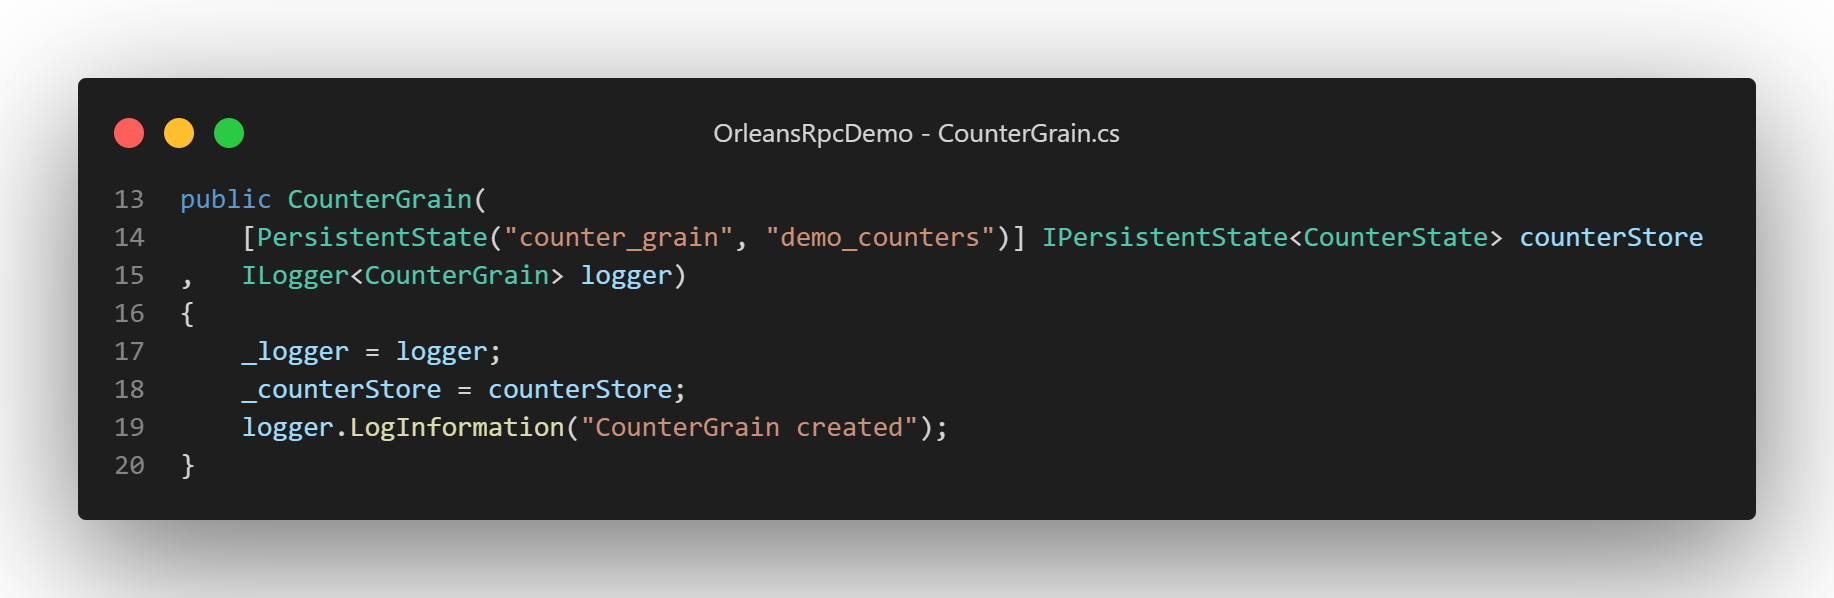 OrleansRpcDemo - CounterGrain.cs
13 public CounterGrain(
14     [PersistentState("counter_grain", "demo_counters")] IPersistentState<CounterState> counterStore
15 ,   ILogger<CounterGrain> logger)
16 {
17     _logger = logger;
18     _counterStore = counterStore;
19     logger.LogInformation("CounterGrain created");
20 }